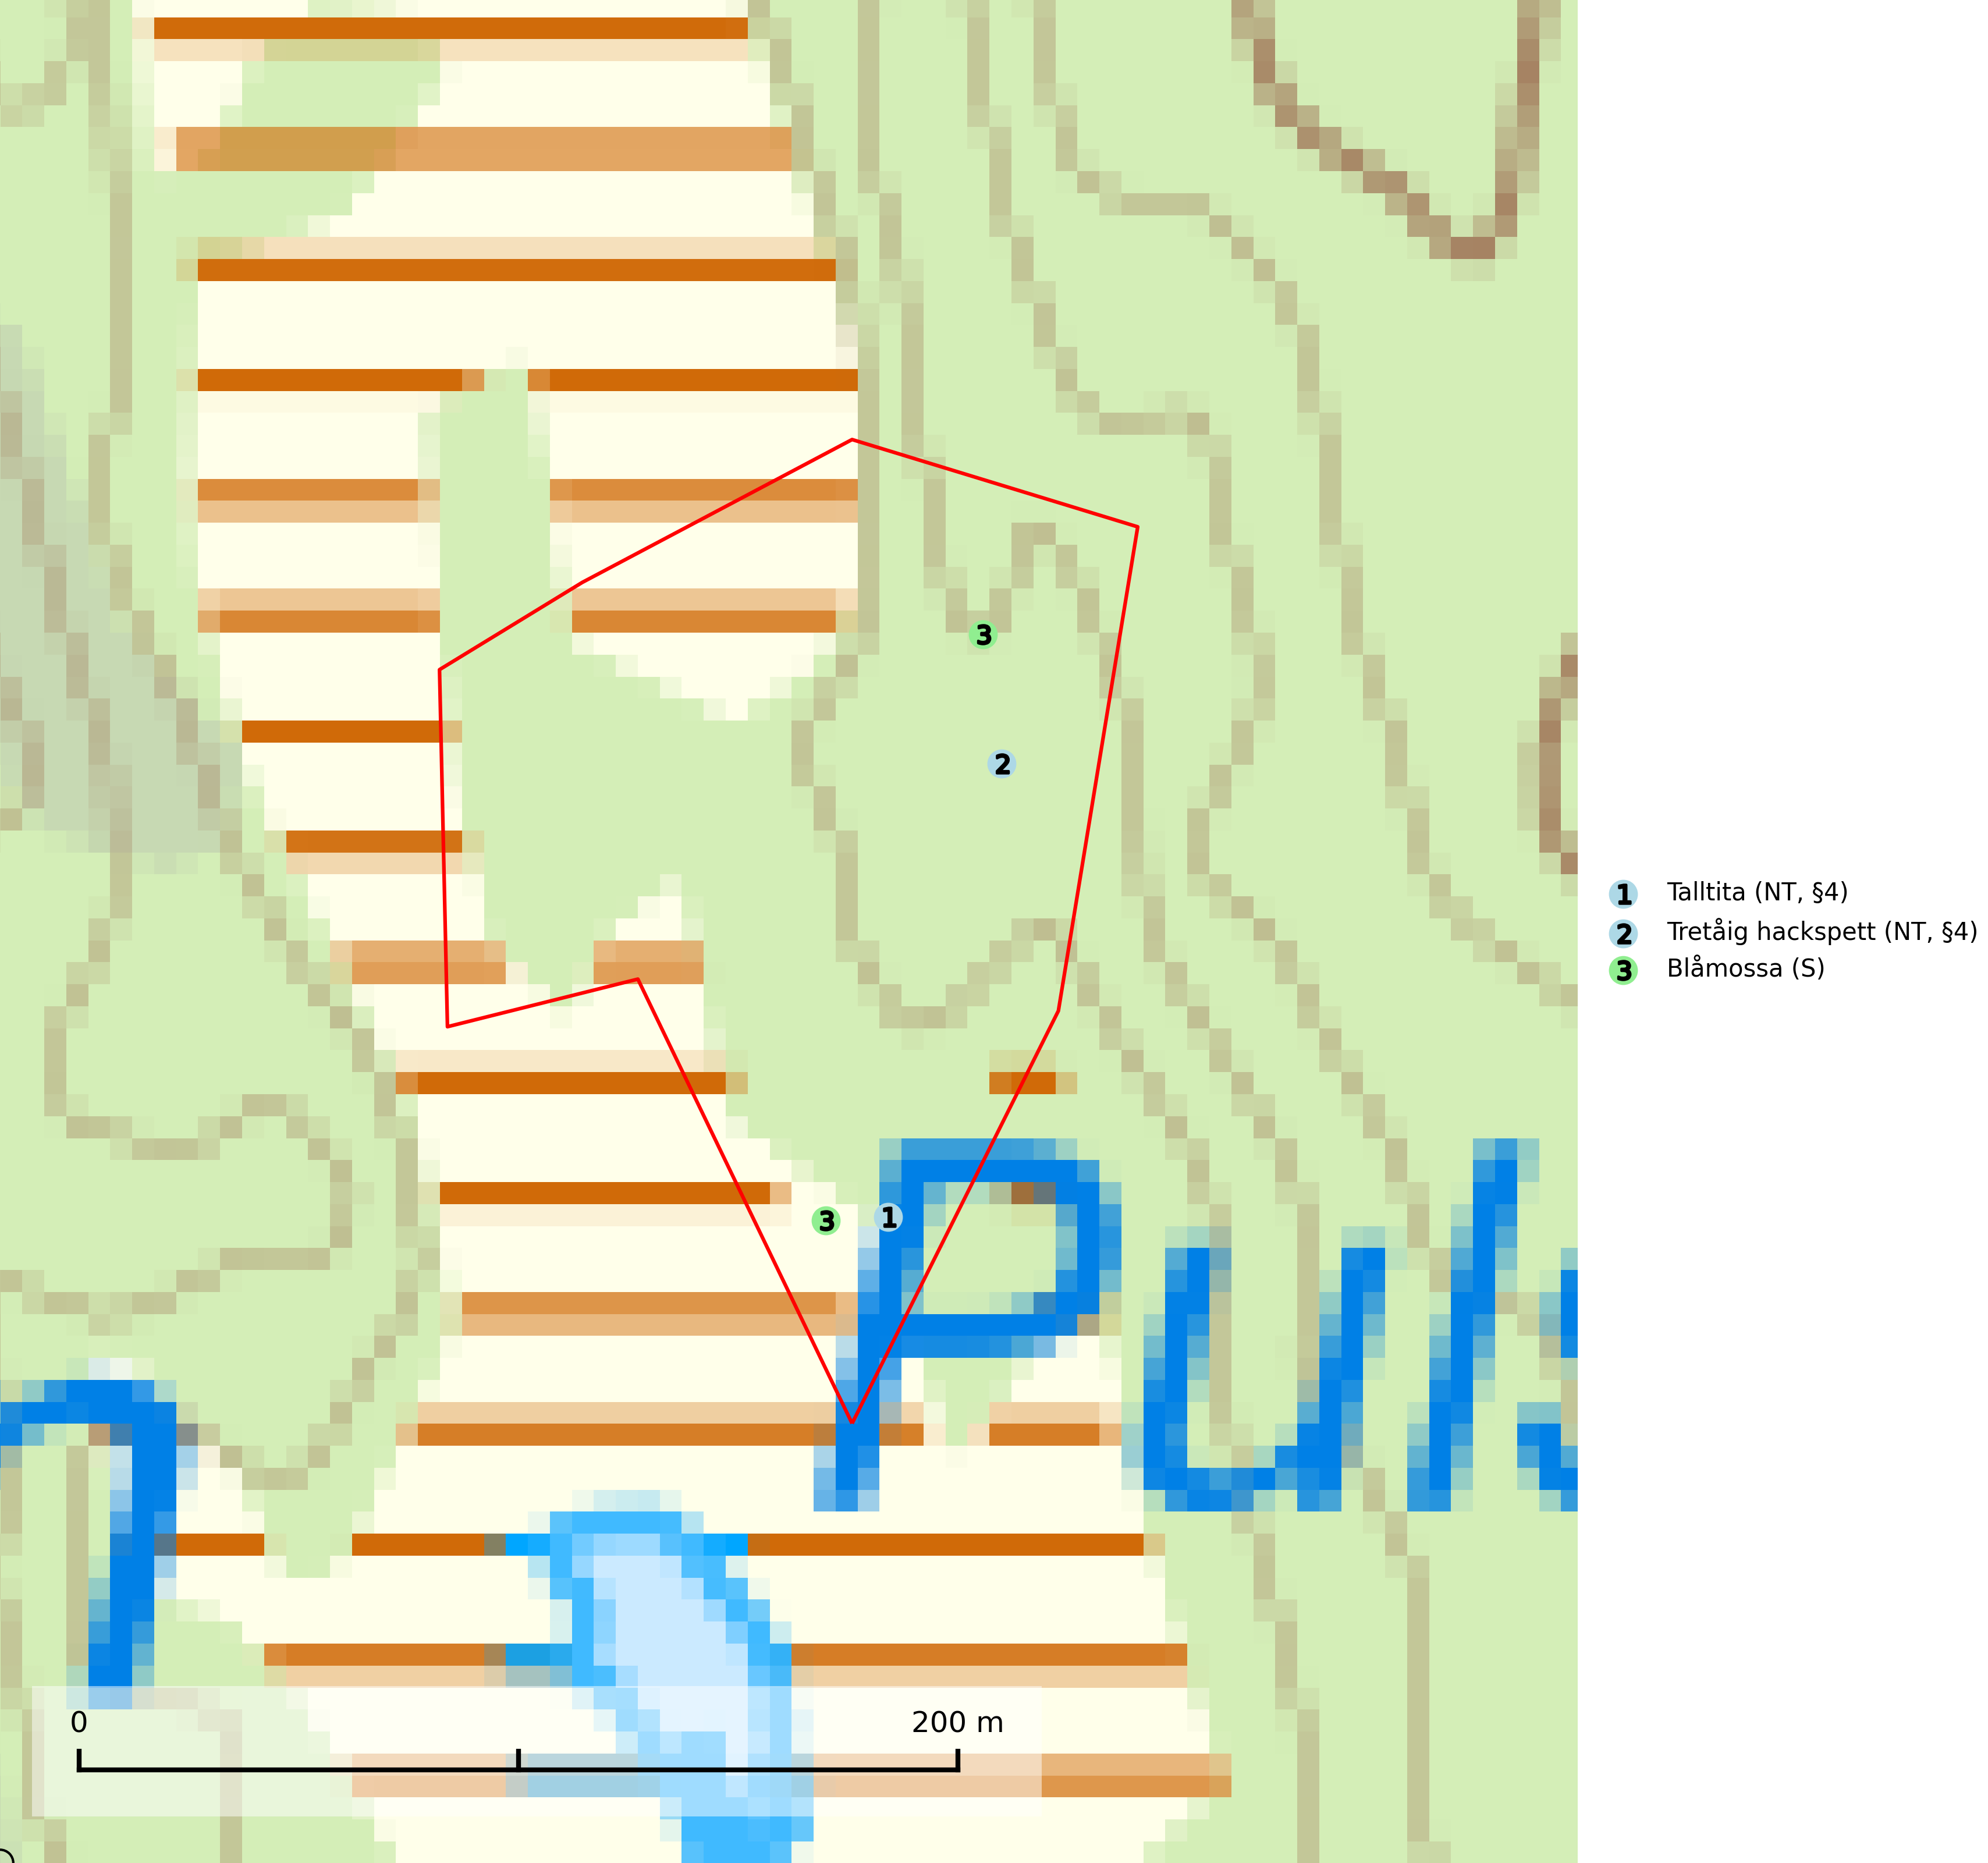 3
2
1 Talltita (NT, §4)
2 Tretåig hackspett (NT, §4)
3 Blåmossa (S)
3 1
0 200 m